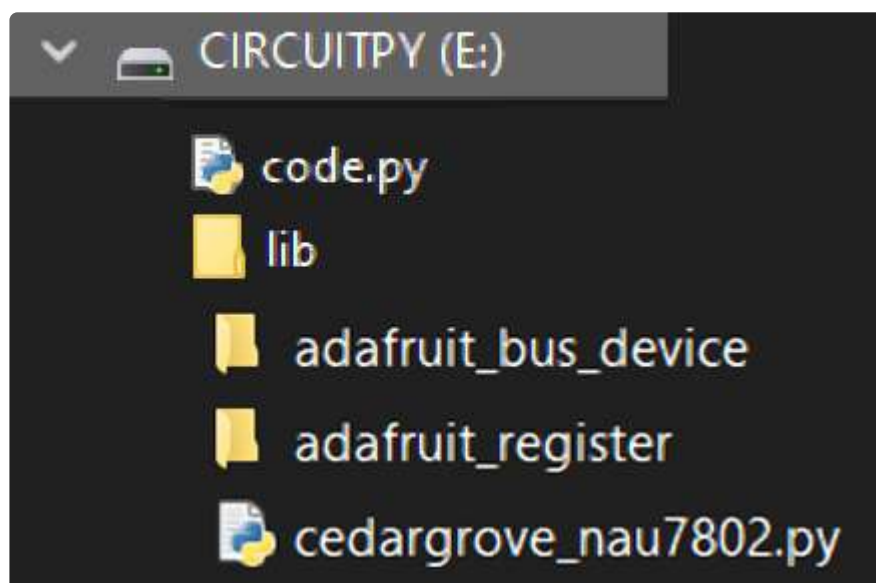 CIRCUITPY (E:)
code.py
lib
adafruit_bus_device
adafruit_register
cedargrove_nau7802.py